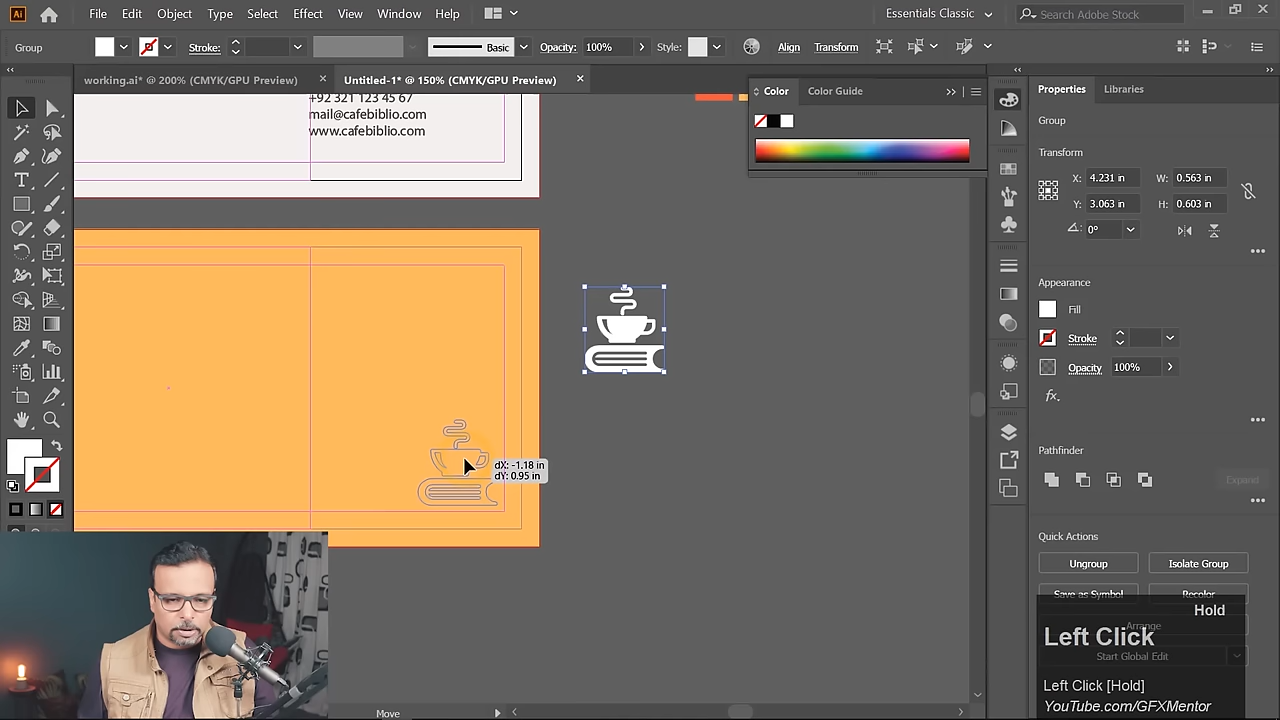 Ai File Edit Object Type Select Effect View Window Help Essentials Classic Search Adobe Stock
Group Stroke: Basic Opacity: 100% Style: Align Transform
working.ai* @ 200% (CMYK/GPU Preview) Untitled-1* @ 150% (CMYK/GPU Preview)
Color Color Guide
Properties Libraries
+92 321 123 45 67
mail@cafebiblio.com
www.cafebiblio.com
Group
Transform
X: 4.231 in W: 0.563 in
Y: 3.063 in H: 0.603 in
0°
Appearance
Fill
Stroke
Opacity 100%
fx.
Pathfinder
Expand
Quick Actions
Ungroup Isolate Group
Save as Symbol Recolor
Arrange
Start Global Edit
dX: -1.18 in
dY: 0.95 in
Hold
Left Click
Left Click [Hold]
YouTube.com/GFXMentor
Move